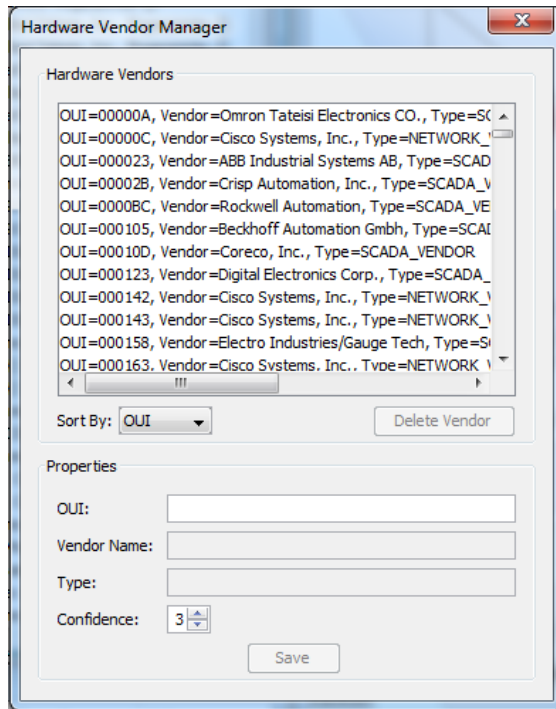 Hardware Vendor Manager
Hardware Vendors
OUI=00000A, Vendor=Omron Tateisi Electronics CO., Type=SC
OUI=00000C, Vendor=Cisco Systems, Inc., Type=NETWORK_
OUI=000023, Vendor=ABB Industrial Systems AB, Type=SCAD
OUI=00002B, Vendor=Crisp Automation, Inc., Type=SCADA_V
OUI=0000BC, Vendor=Rockwell Automation, Type=SCADA_VE
OUI=000105, Vendor=Beckhoff Automation Gmbh, Type=SCAD
OUI=00010D, Vendor=Coreco, Inc., Type=SCADA_VENDOR
OUI=000123, Vendor=Digital Electronics Corp., Type=SCADA_
OUI=000142, Vendor=Cisco Systems, Inc., Type=NETWORK_V
OUI=000143, Vendor=Cisco Systems, Inc., Type=NETWORK_V
OUI=000158, Vendor=Electro Industries/Gauge Tech, Type=S
OUI=000163, Vendor=Cisco Systems, Inc., Type=NETWORK_V
Sort By: OUI Delete Vendor
Properties
OUI:
Vendor Name:
Type:
Confidence: 3
Save